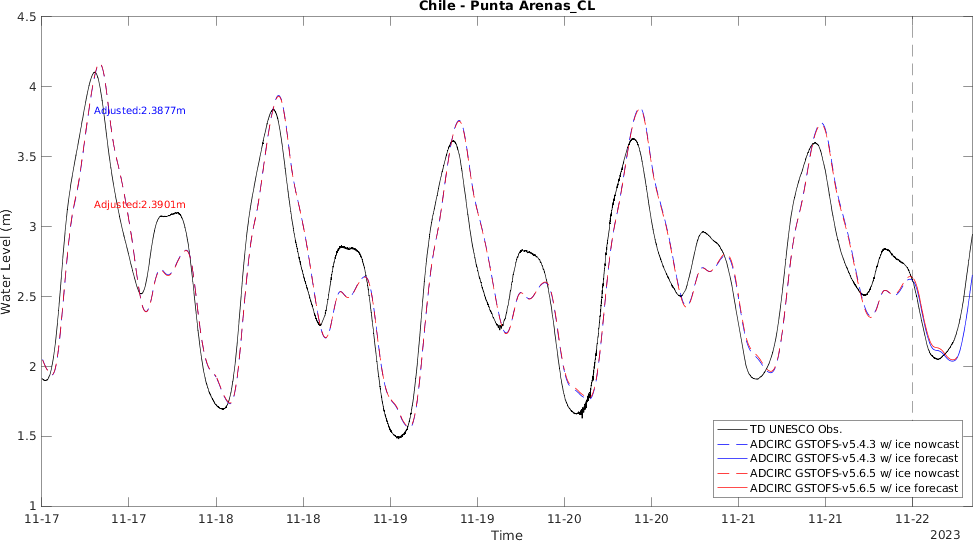 Chile - Punta Arenas_CL
4.5
4
3.5
3
2.5
2
1.5
1
Water Level (m)
Adjusted:2.3877m
Adjusted:2.3901m
TD UNESCO Obs.
ADCIRC GSTOFS-v5.4.3 w/ ice nowcast
ADCIRC GSTOFS-v5.4.3 w/ ice forecast
ADCIRC GSTOFS-v5.6.5 w/ ice nowcast
ADCIRC GSTOFS-v5.6.5 w/ ice forecast
11-17 11-17 11-18 11-18 11-19 11-19 11-20 11-20 11-21 11-21 11-22
Time
2023